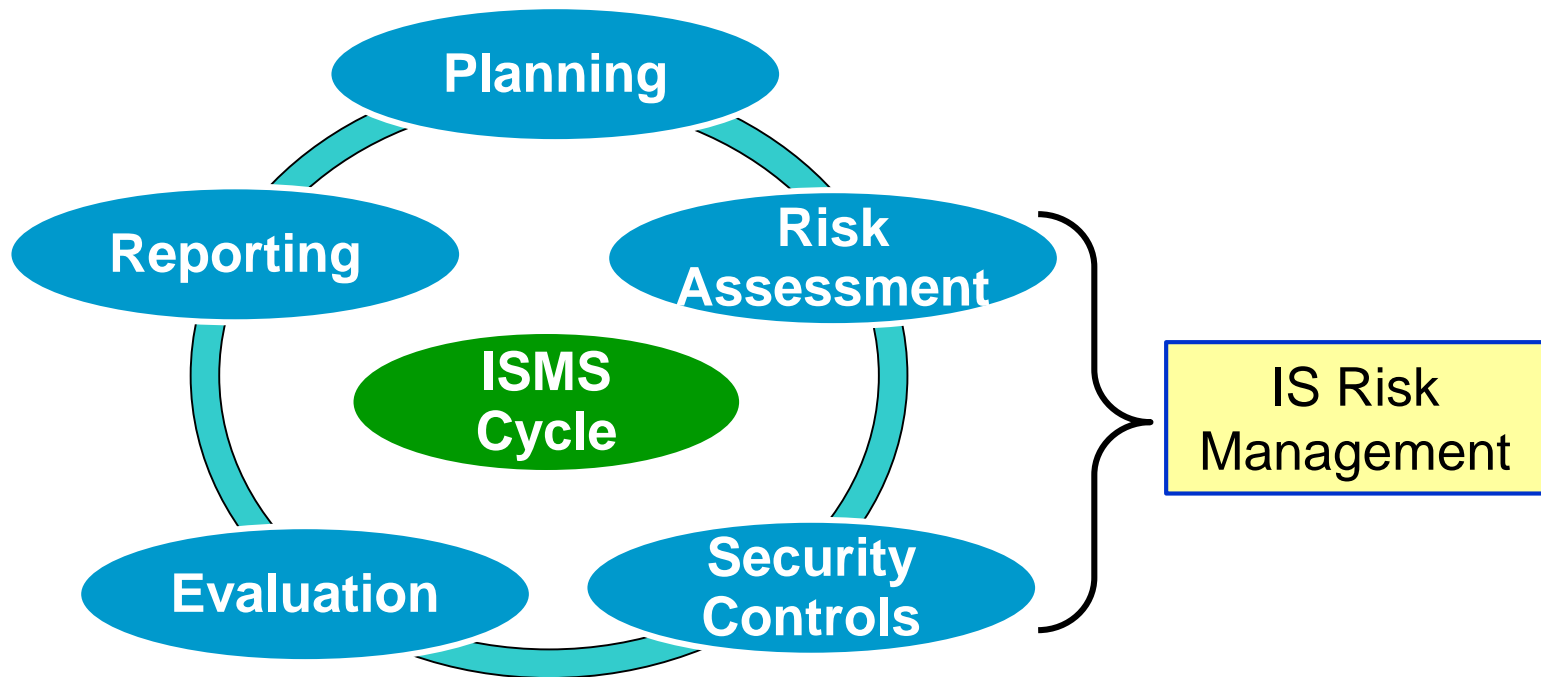 Planning
Reporting
Risk
Assessment
ISMS
Cycle
IS Risk
Management
Evaluation
Security
Controls